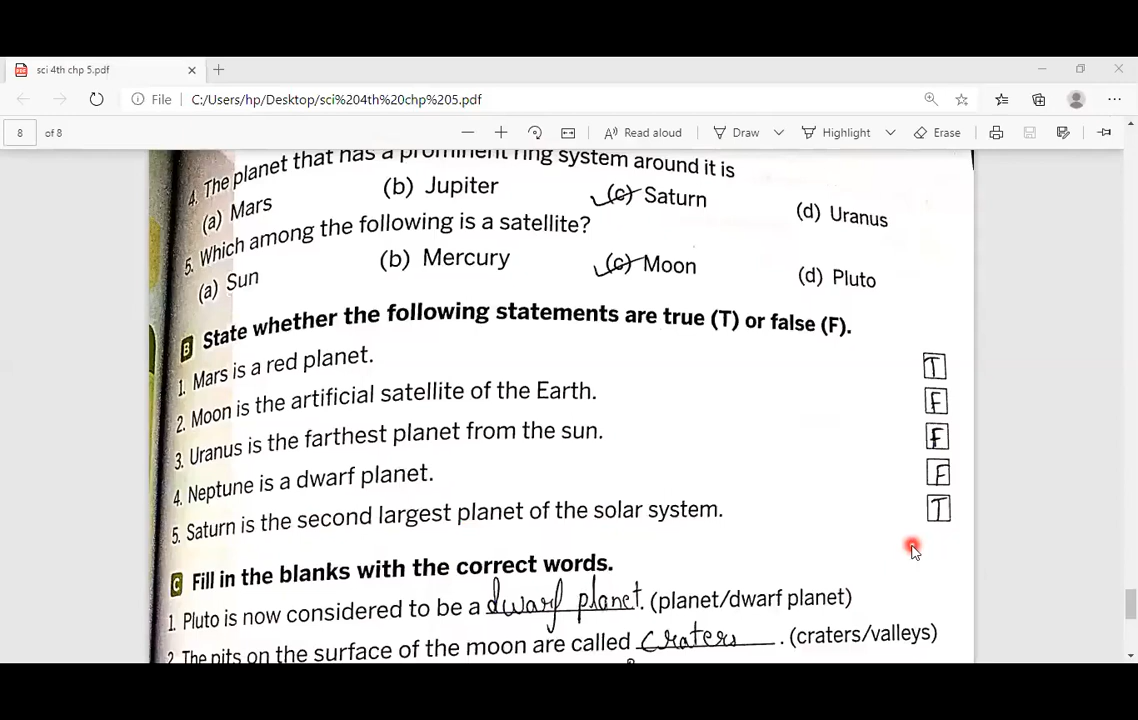 sci 4th chp 5.pdf
File C:/Users/hp/Desktop/sci%204th%20chp%205.pdf
8 of 8 Read aloud Draw Highlight Erase
4. The planet that has a prominent ring system around it is
(a) Mars (b) Jupiter (c) Saturn (d) Uranus
5. Which among the following is a satellite?
(a) Sun (b) Mercury (c) Moon (d) Pluto
B State whether the following statements are true (T) or false (F).
1. Mars is a red planet. T
2. Moon is the artificial satellite of the Earth. F
3. Uranus is the farthest planet from the sun. F
4. Neptune is a dwarf planet. F
5. Saturn is the second largest planet of the solar system. T
C Fill in the blanks with the correct words.
1. Pluto is now considered to be a dwarf planet. (planet/dwarf planet)
2. The pits on the surface of the moon are called craters. (craters/valleys)